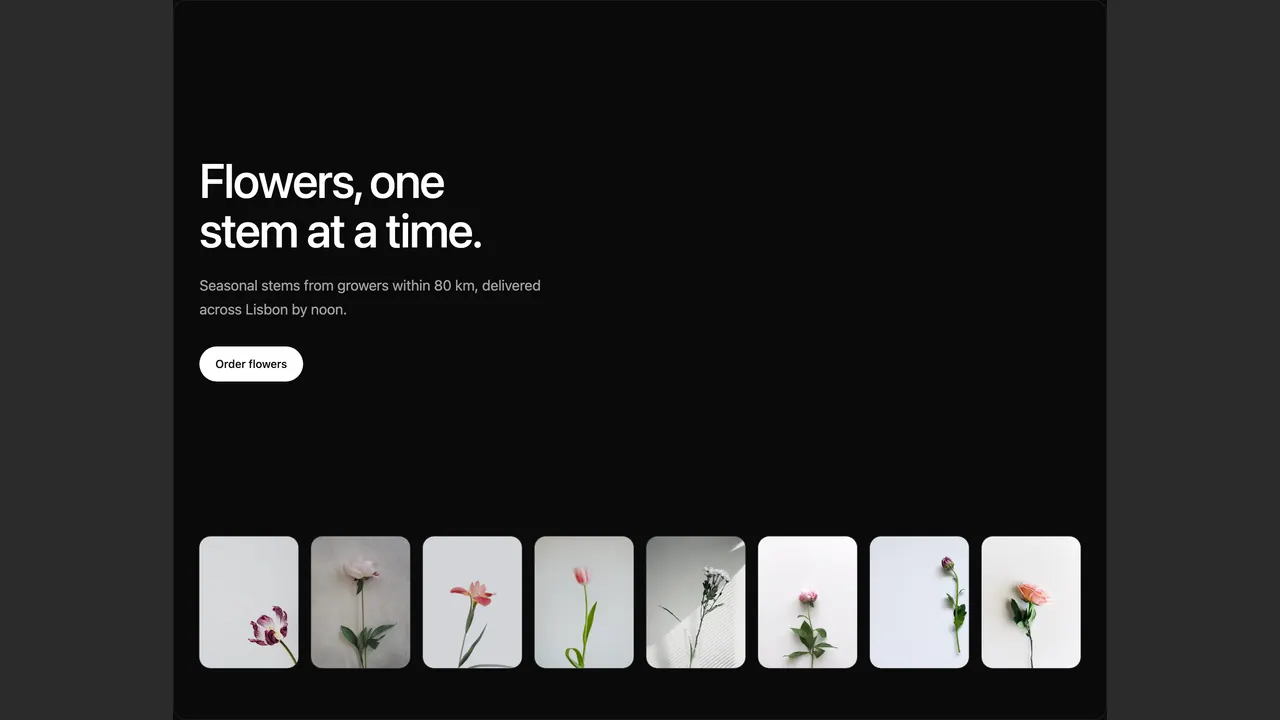 Flowers, one
stem at a time.
Seasonal stems from growers within 80 km, delivered
across Lisbon by noon.
Order flowers